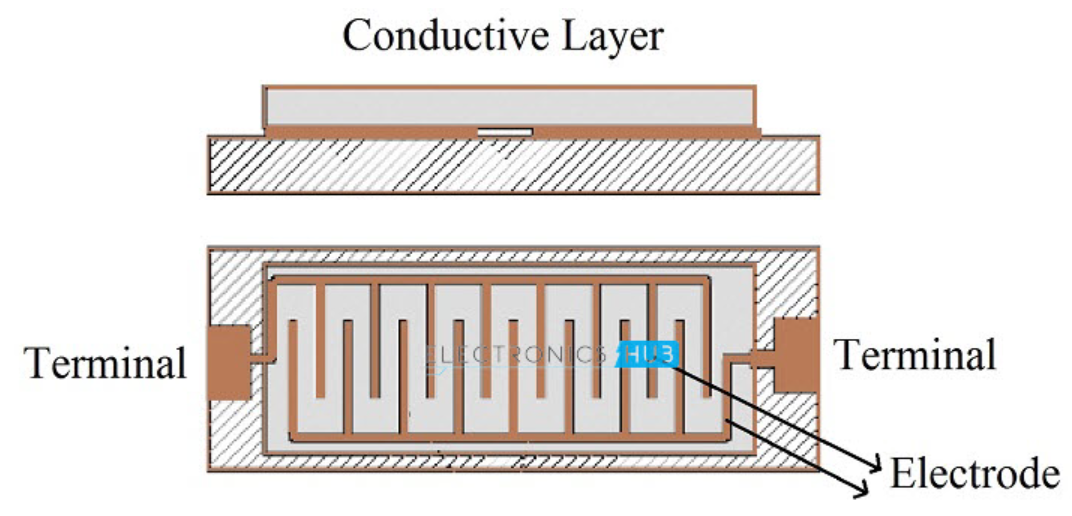 Conductive Layer
Terminal
ELECTRONICS HUB
Terminal
Electrode